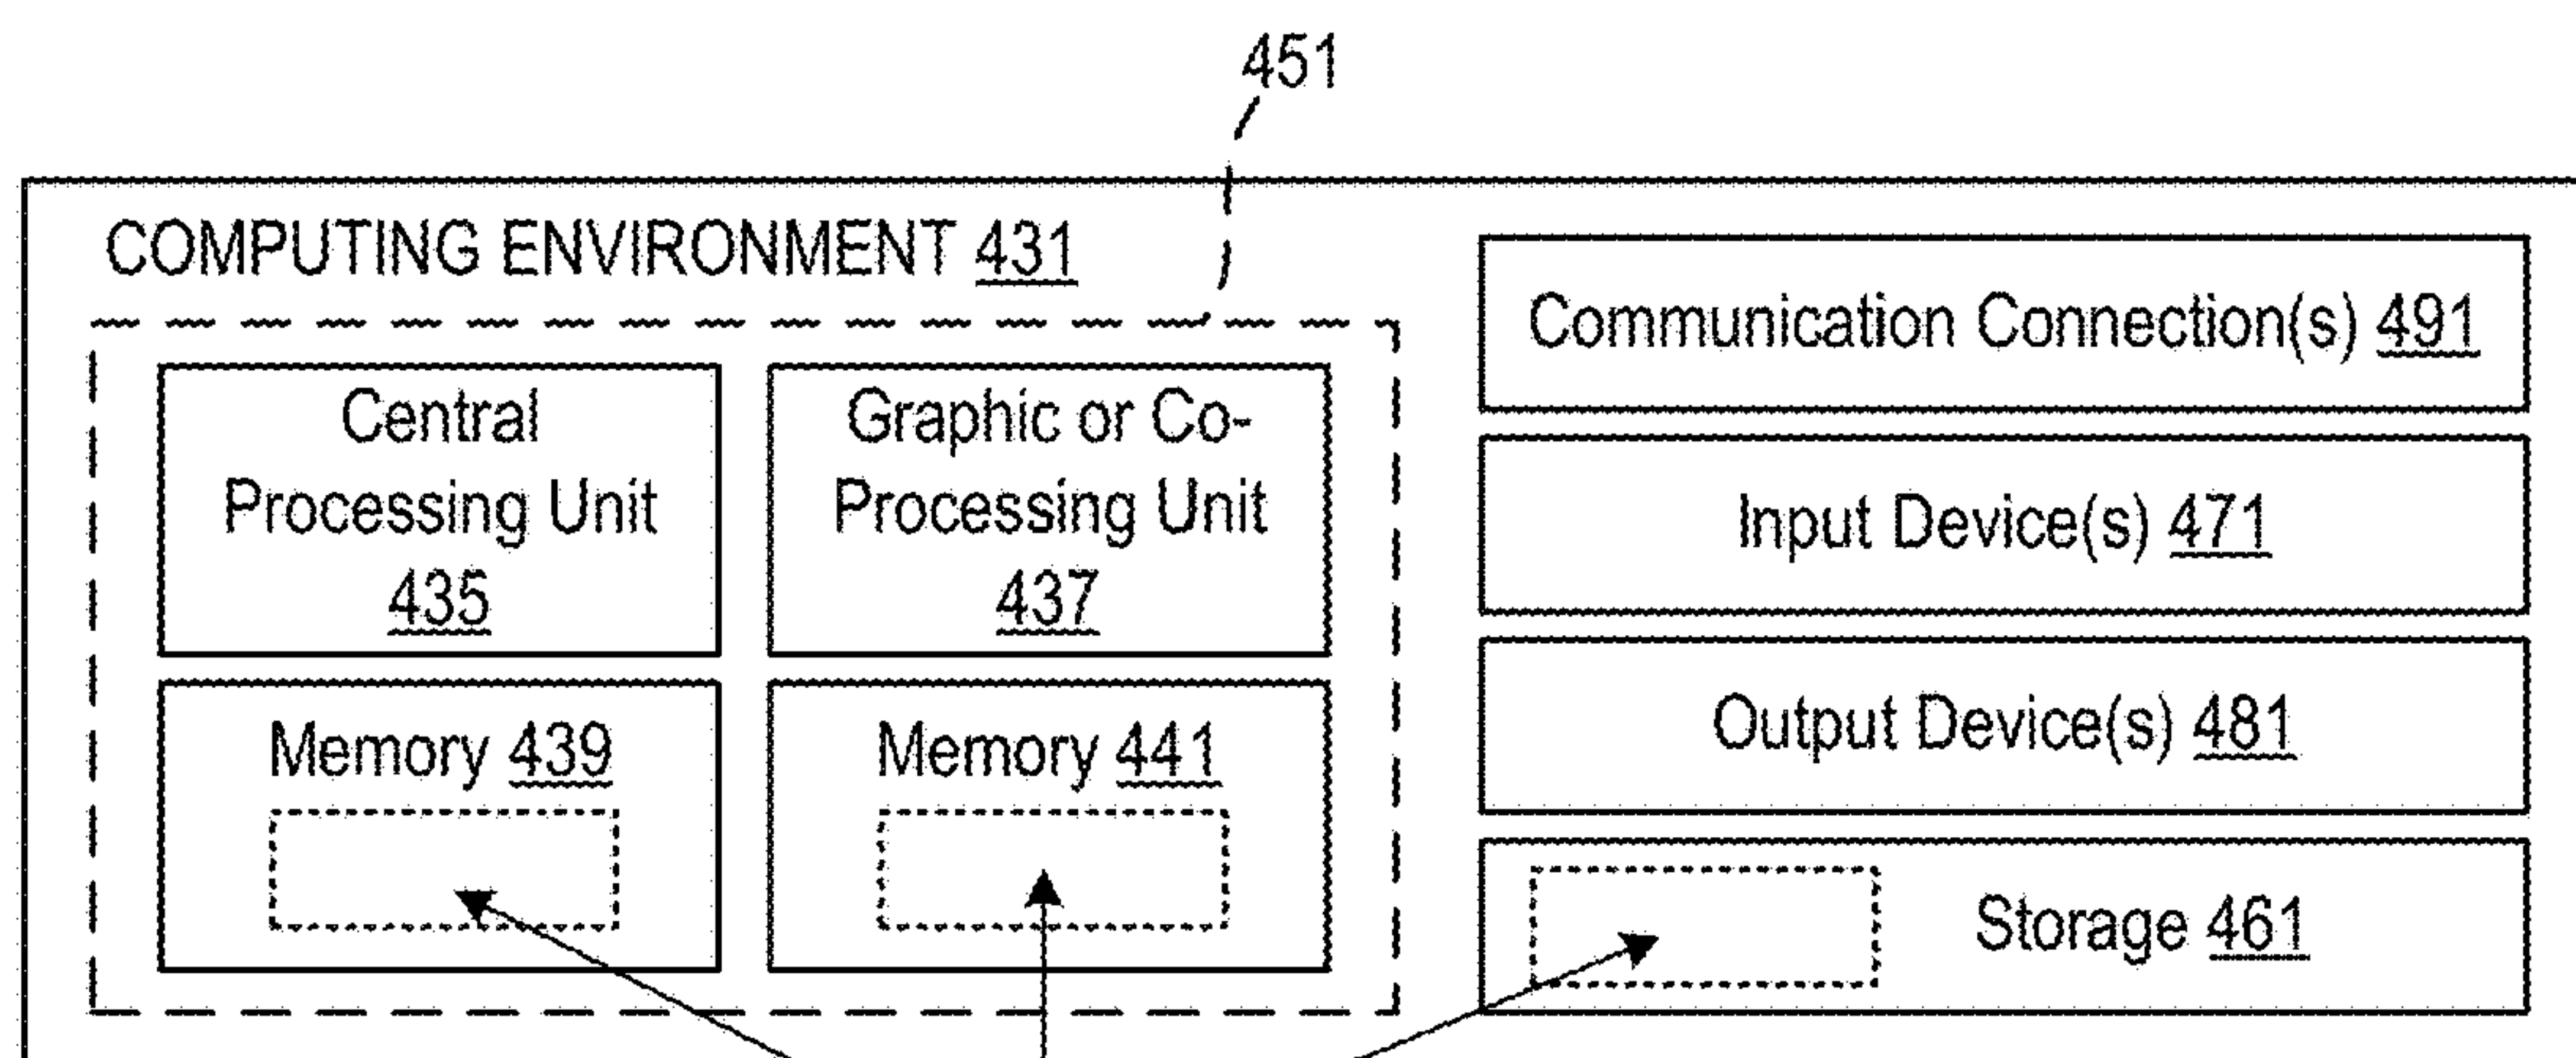 451
COMPUTING ENVIRONMENT 431
Central
Processing Unit
435
Graphic or Co-
Processing Unit
437
Memory 439
Memory 441
Communication Connection(s) 491
Input Device(s) 471
Output Device(s) 481
Storage 461